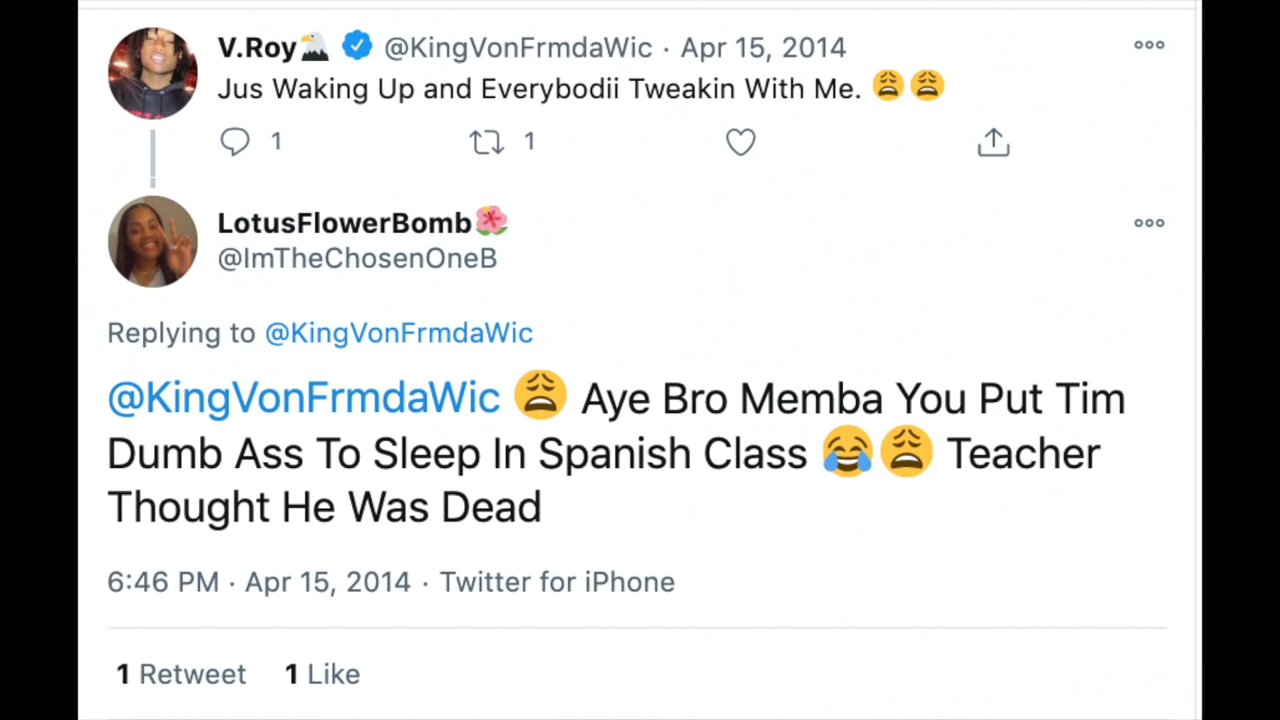 V.Roy🦅 @KingVonFrmdaWic · Apr 15, 2014
Jus Waking Up and Everybodii Tweakin With Me. 😩😩
1 1
LotusFlowerBomb🌺
@ImTheChosenOneB
Replying to @KingVonFrmdaWic
@KingVonFrmdaWic 😩 Aye Bro Memba You Put Tim
Dumb Ass To Sleep In Spanish Class 😂😩 Teacher
Thought He Was Dead
6:46 PM · Apr 15, 2014 · Twitter for iPhone
1 Retweet 1 Like